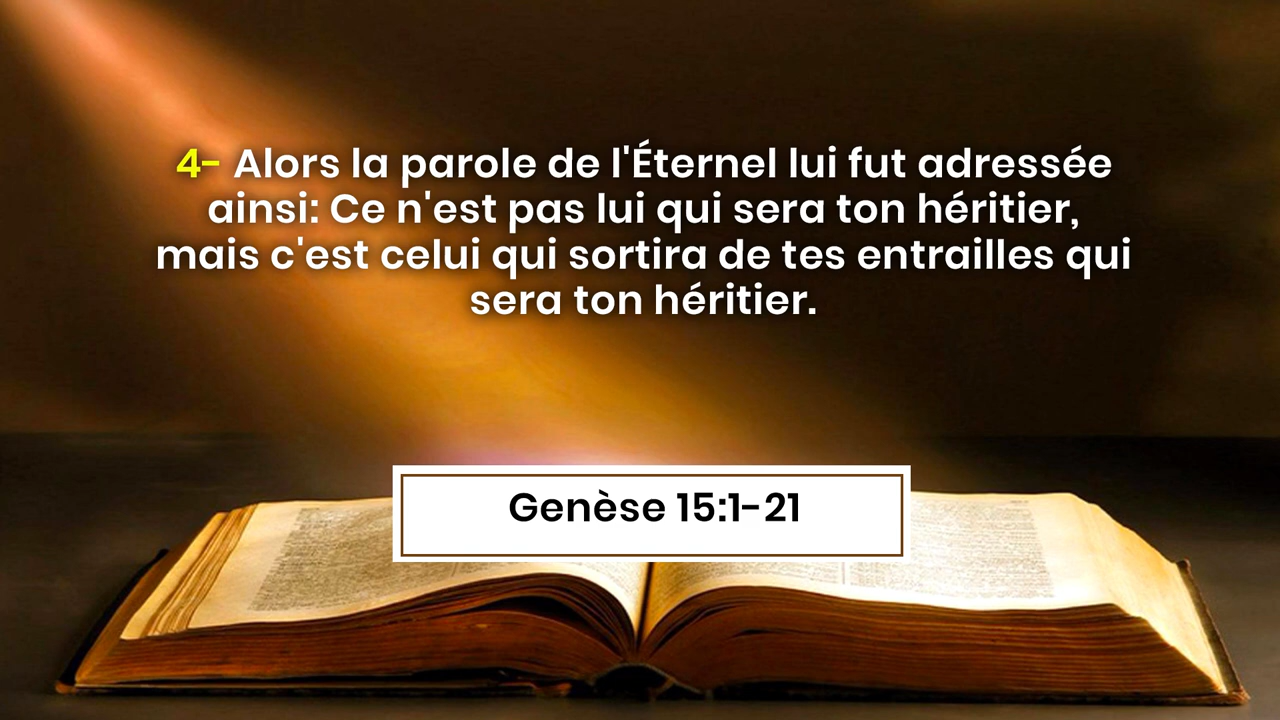 4- Alors la parole de l'Éternel lui fut adressée
ainsi: Ce n'est pas lui qui sera ton héritier,
mais c'est celui qui sortira de tes entrailles qui
sera ton héritier.
Genèse 15:1-21